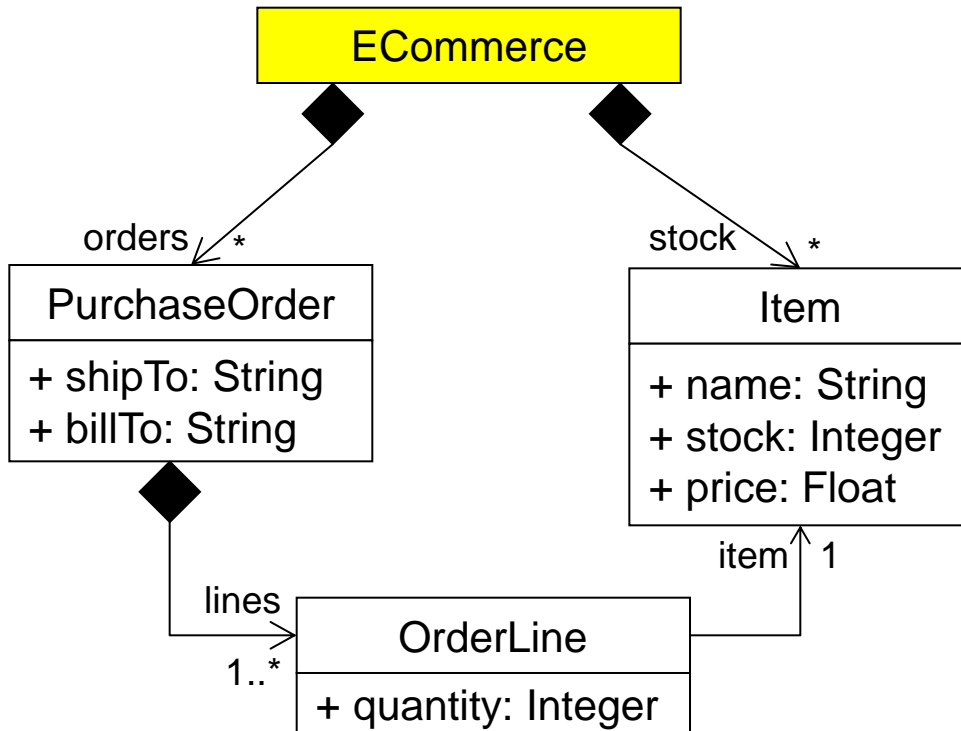 ECommerce
orders
*
stock
*
PurchaseOrder
+ shipTo: String
+ billTo: String
Item
+ name: String
+ stock: Integer
+ price: Float
item
1
lines
1..*
OrderLine
+ quantity: Integer